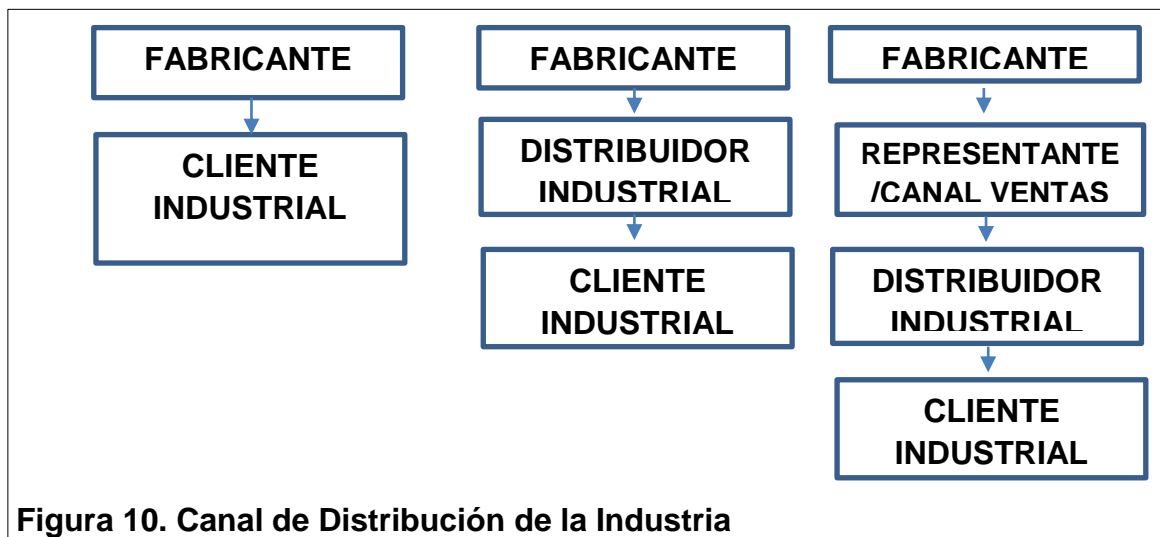 FABRICANTE
CLIENTE
INDUSTRIAL
FABRICANTE
DISTRIBUIDOR
INDUSTRIAL
CLIENTE
INDUSTRIAL
FABRICANTE
REPRESENTANTE
/CANAL VENTAS
DISTRIBUIDOR
INDUSTRIAL
CLIENTE
INDUSTRIAL
Figura 10. Canal de Distribución de la Industria